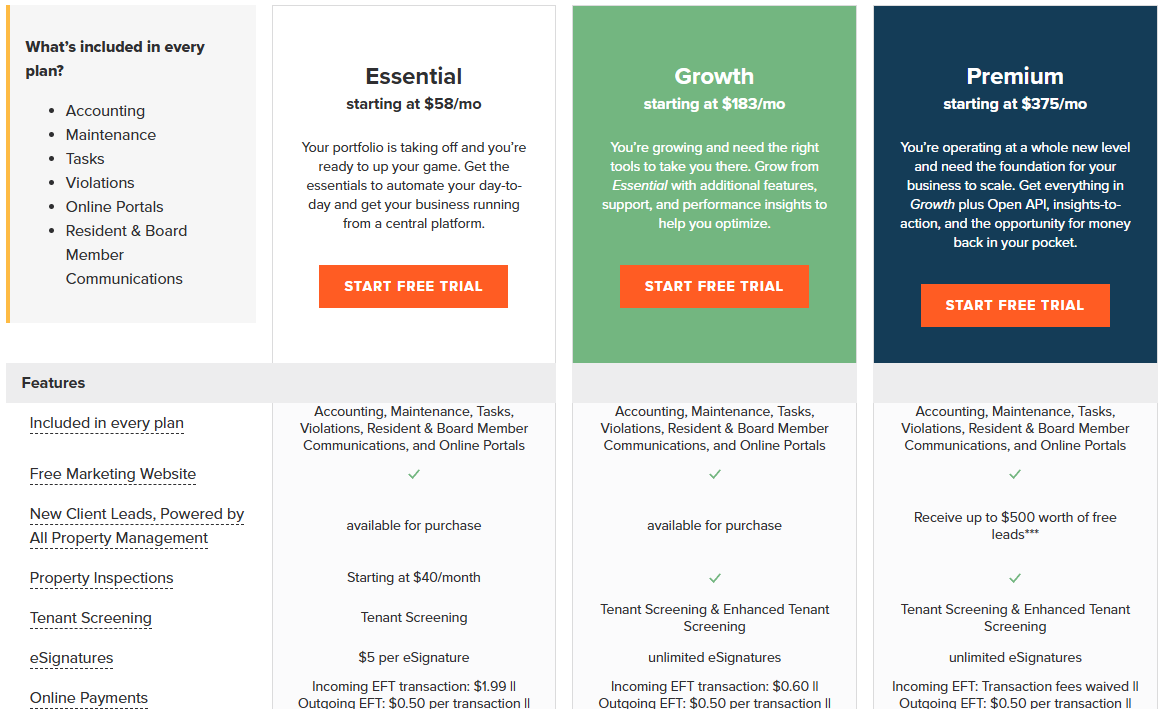 What's included in every
plan?
• Accounting
• Maintenance
• Tasks
• Violations
• Online Portals
• Resident & Board
Member
Communications
Essential
starting at $58/mo
Your portfolio is taking off and you're
ready to up your game. Get the
essentials to automate your day-to-
day and get your business running
from a central platform.
START FREE TRIAL
Growth
starting at $183/mo
You're growing and need the right
tools to take you there. Grow from
Essential with additional features,
support, and performance insights to
help you optimize.
START FREE TRIAL
Premium
starting at $375/mo
You're operating at a whole new level
and need the foundation for your
business to scale. Get everything in
Growth plus Open API, insights-to-
action, and the opportunity for money
back in your pocket.
START FREE TRIAL
Features
Included in every plan
Accounting, Maintenance, Tasks,
Violations, Resident & Board Member
Communications, and Online Portals
Accounting, Maintenance, Tasks,
Violations, Resident & Board Member
Communications, and Online Portals
Accounting, Maintenance, Tasks,
Violations, Resident & Board Member
Communications, and Online Portals
Free Marketing Website
✓
✓
✓
New Client Leads, Powered by
All Property Management
available for purchase
available for purchase
Receive up to $500 worth of free
leads***
Property Inspections
Starting at $40/month
✓
✓
Tenant Screening
Tenant Screening
Tenant Screening & Enhanced Tenant
Screening
Tenant Screening & Enhanced Tenant
Screening
eSignatures
$5 per eSignature
unlimited eSignatures
unlimited eSignatures
Online Payments
Incoming EFT transaction: $1.99 ||
Outgoing EFT: $0.50 per transaction ||
Incoming EFT transaction: $0.60 ||
Outgoing EFT: $0.50 per transaction ||
Incoming EFT: Transaction fees waived ||
Outgoing EFT: $0.50 per transaction ||